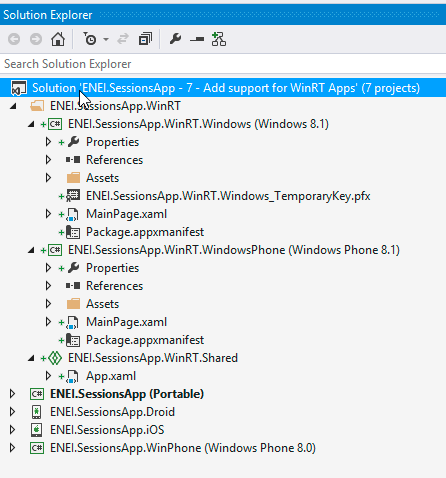 Solution Explorer
Search Solution Explorer
Solution 'ENEI.SessionsApp - 7 - Add support for WinRT Apps' (7 projects)
ENEI.SessionsApp.WinRT
C# ENEI.SessionsApp.WinRT.Windows (Windows 8.1)
Properties
References
Assets
ENEI.SessionsApp.WinRT.Windows_TemporaryKey.pfx
MainPage.xaml
Package.appxmanifest
C# ENEI.SessionsApp.WinRT.WindowsPhone (Windows Phone 8.1)
Properties
References
Assets
MainPage.xaml
Package.appxmanifest
ENEI.SessionsApp.WinRT.Shared
App.xaml
C# ENEI.SessionsApp (Portable)
ENEI.SessionsApp.Droid
ENEI.SessionsApp.iOS
C# ENEI.SessionsApp.WinPhone (Windows Phone 8.0)